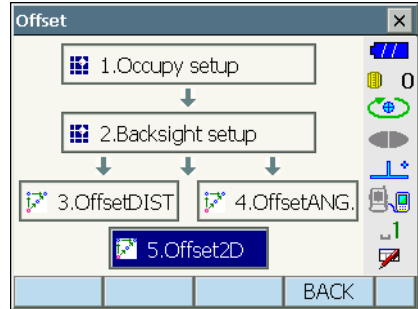 Offset
1.Occupy setup
0
2.Backsight setup
3.OffsetDIST
4.OffsetANG.
5.Offset2D
1
BACK